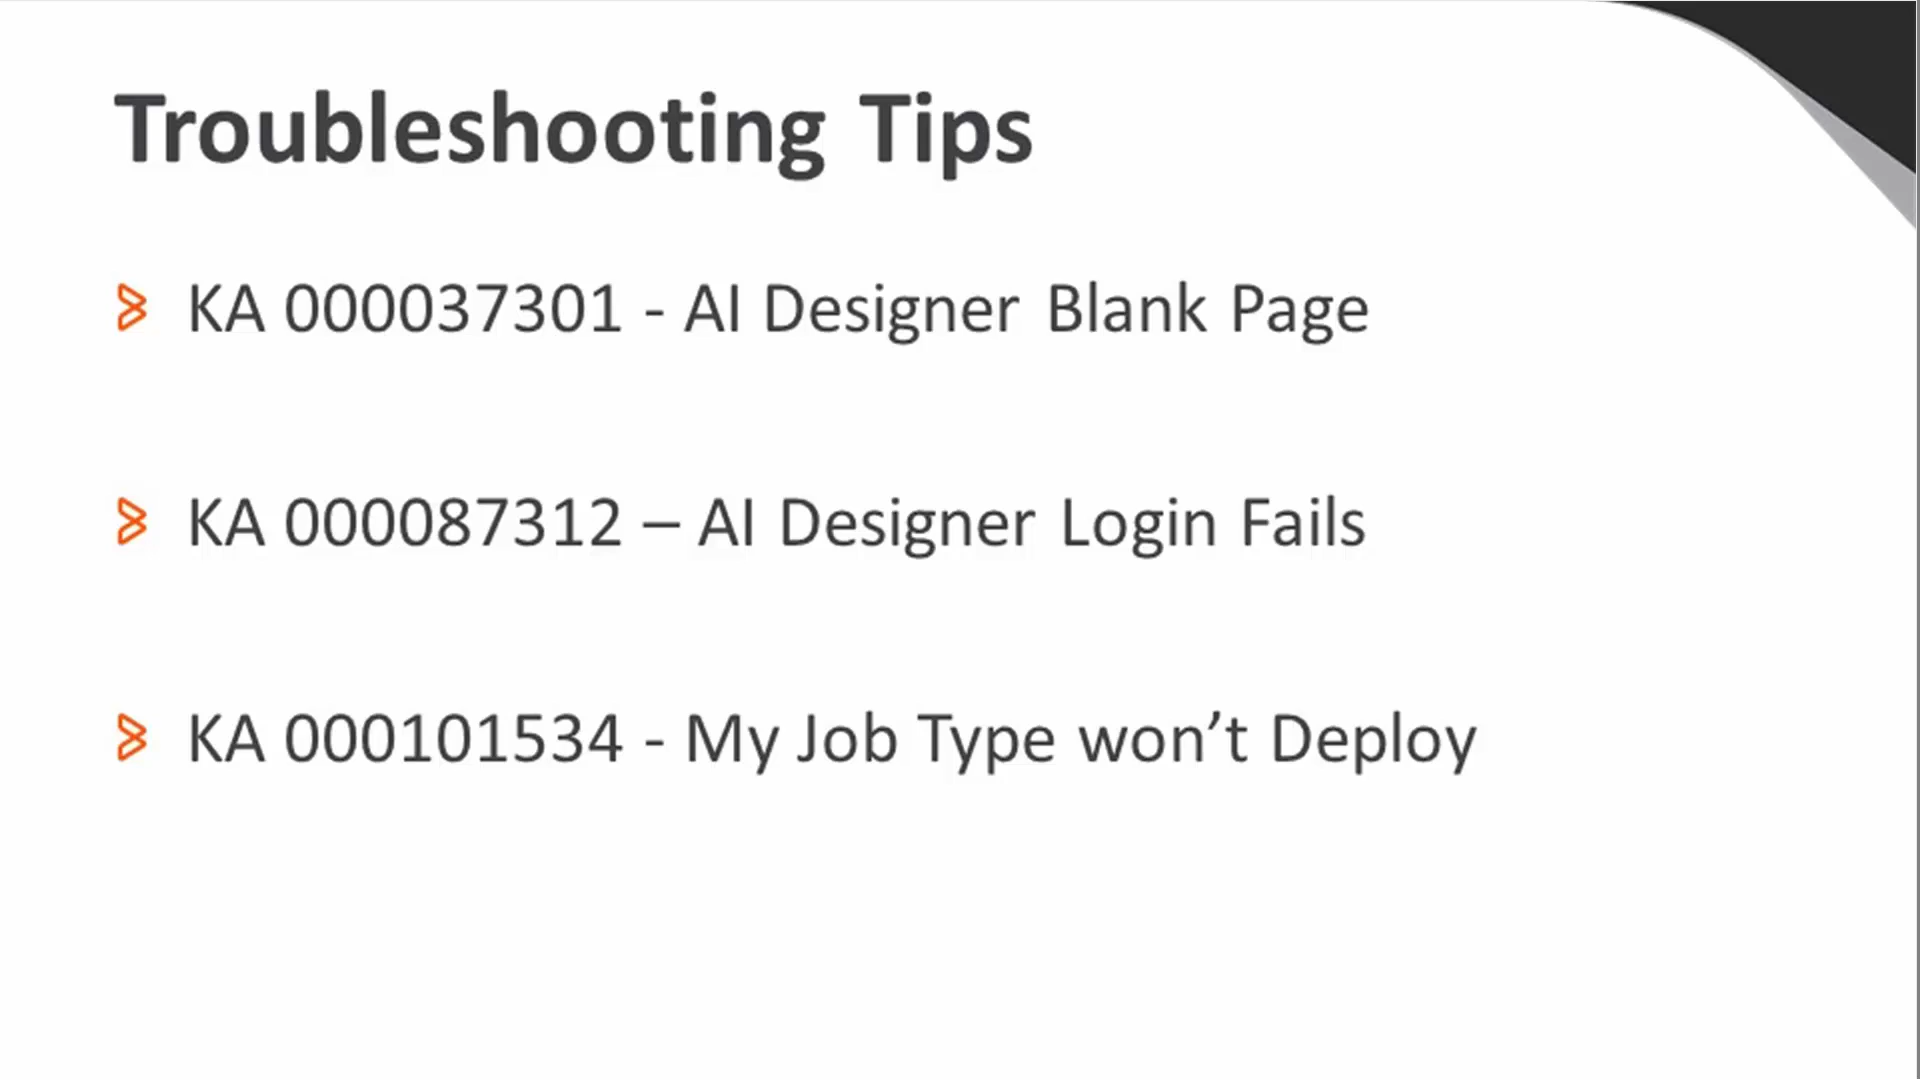 Troubleshooting Tips
KA 000037301 - AI Designer Blank Page
KA 000087312 – AI Designer Login Fails
KA 000101534 - My Job Type won’t Deploy